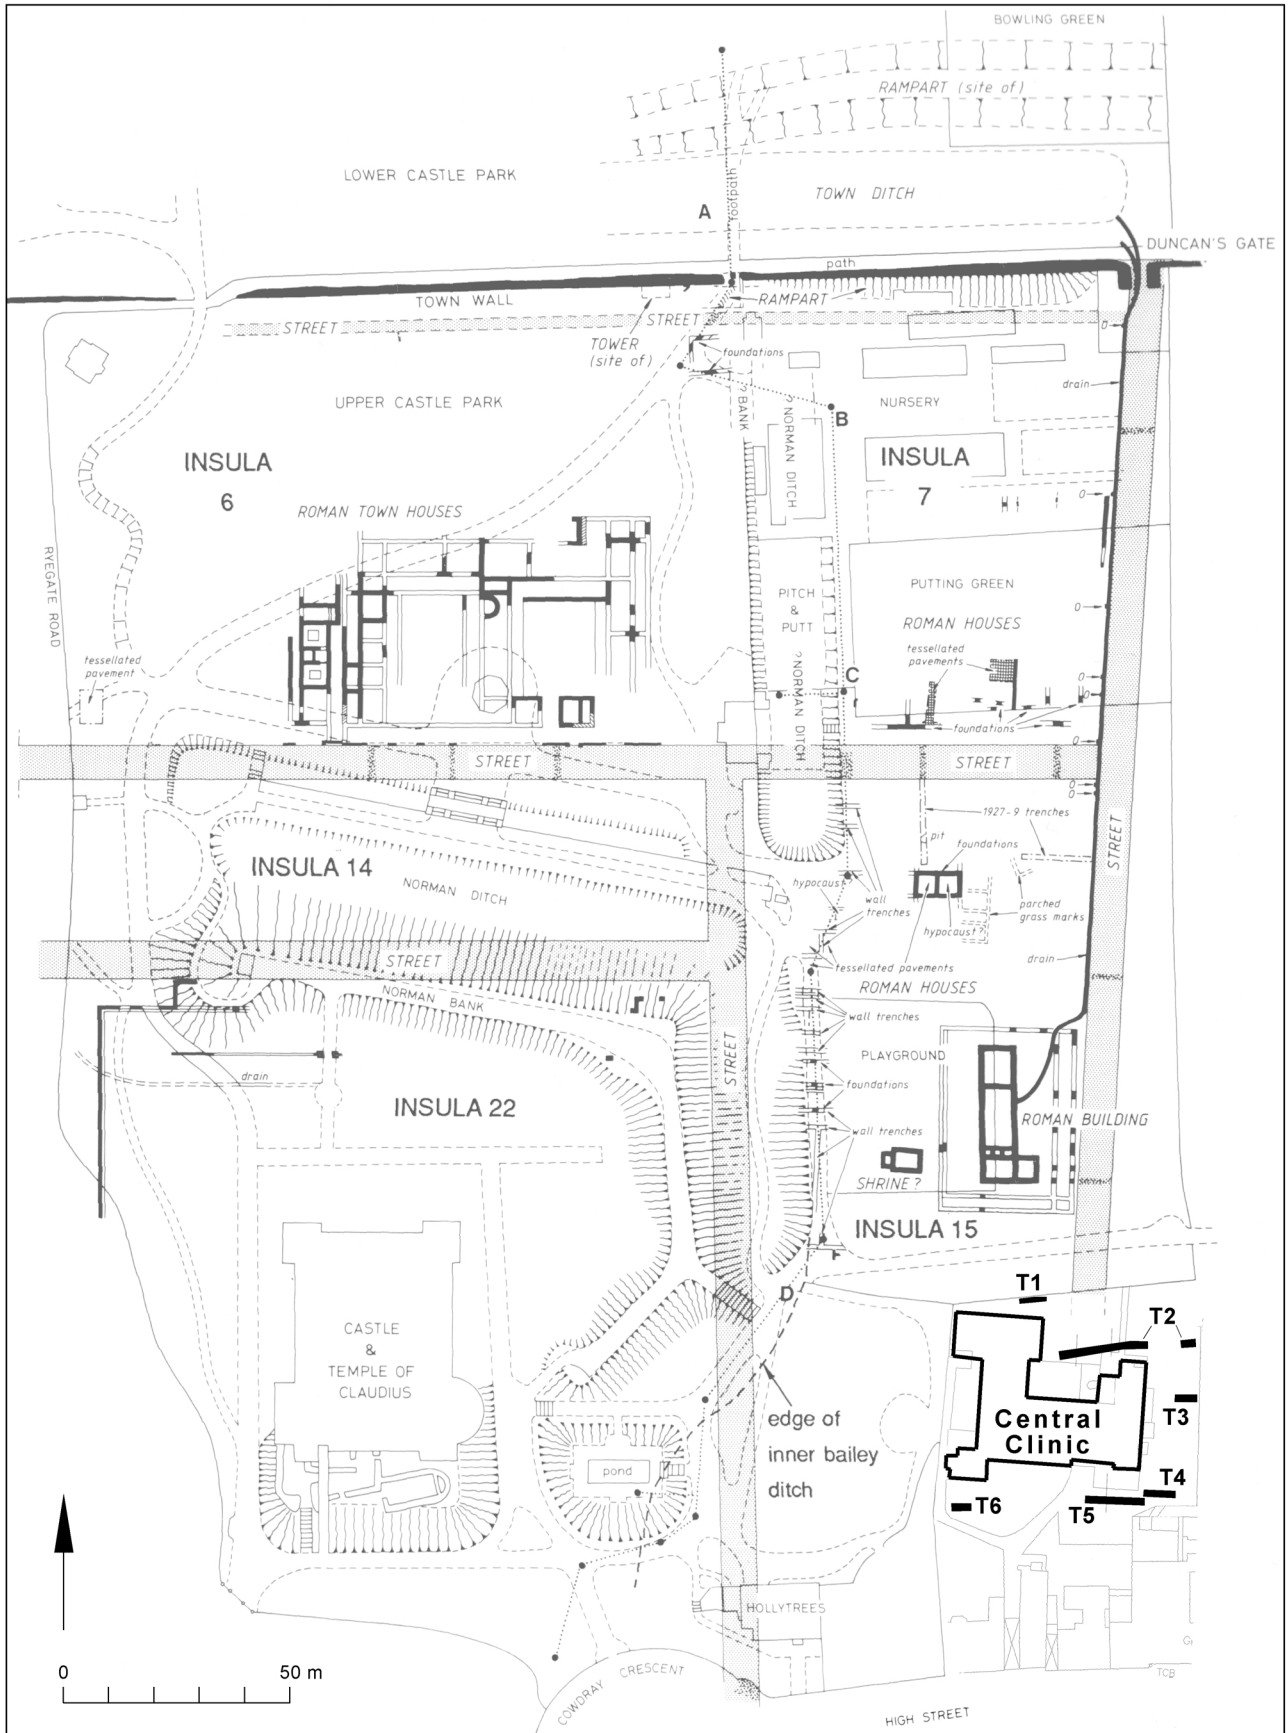 BOWLING GREEN
RAMPART (site of)
LOWER CASTLE PARK
footpath
TOWN DITCH
A
DUNCAN'S GATE
path
TOWN WALL
RAMPART
STREET
STREET
TOWER
(site of)
foundations
O
drain
UPPER CASTLE PARK
? BANK
?NORMAN DITCH
B
NURSERY
INSULA
6
INSULA
7
O
ROMAN TOWN HOUSES
RYEGATE ROAD
PITCH
&
PUTT
PUTTING GREEN
O
ROMAN HOUSES
tessellated
pavement
tessellated
pavements
?NORMAN DITCH
C
O
O
foundations
O
STREET
STREET
O
O
1927-9 trenches
pit
foundations
STREET
INSULA 14
NORMAN DITCH
hypocaust?
wall
trenches
parched
grass marks
hypocaust?
STREET
tessellated pavements
drain
ROMAN HOUSES
NORMAN BANK
wall trenches
STREET
PLAYGROUND
drain
foundations
INSULA 22
ROMAN BUILDING
wall trenches
SHRINE ?
INSULA 15
D
T1
T2
CASTLE
&
TEMPLE OF
CLAUDIUS
edge of
inner bailey
ditch
Central
Clinic
T3
pond
T4
T5
T6
HOLLYTREES
0
50 m
COWDRAY CRESCENT
HIGH STREET
TCB